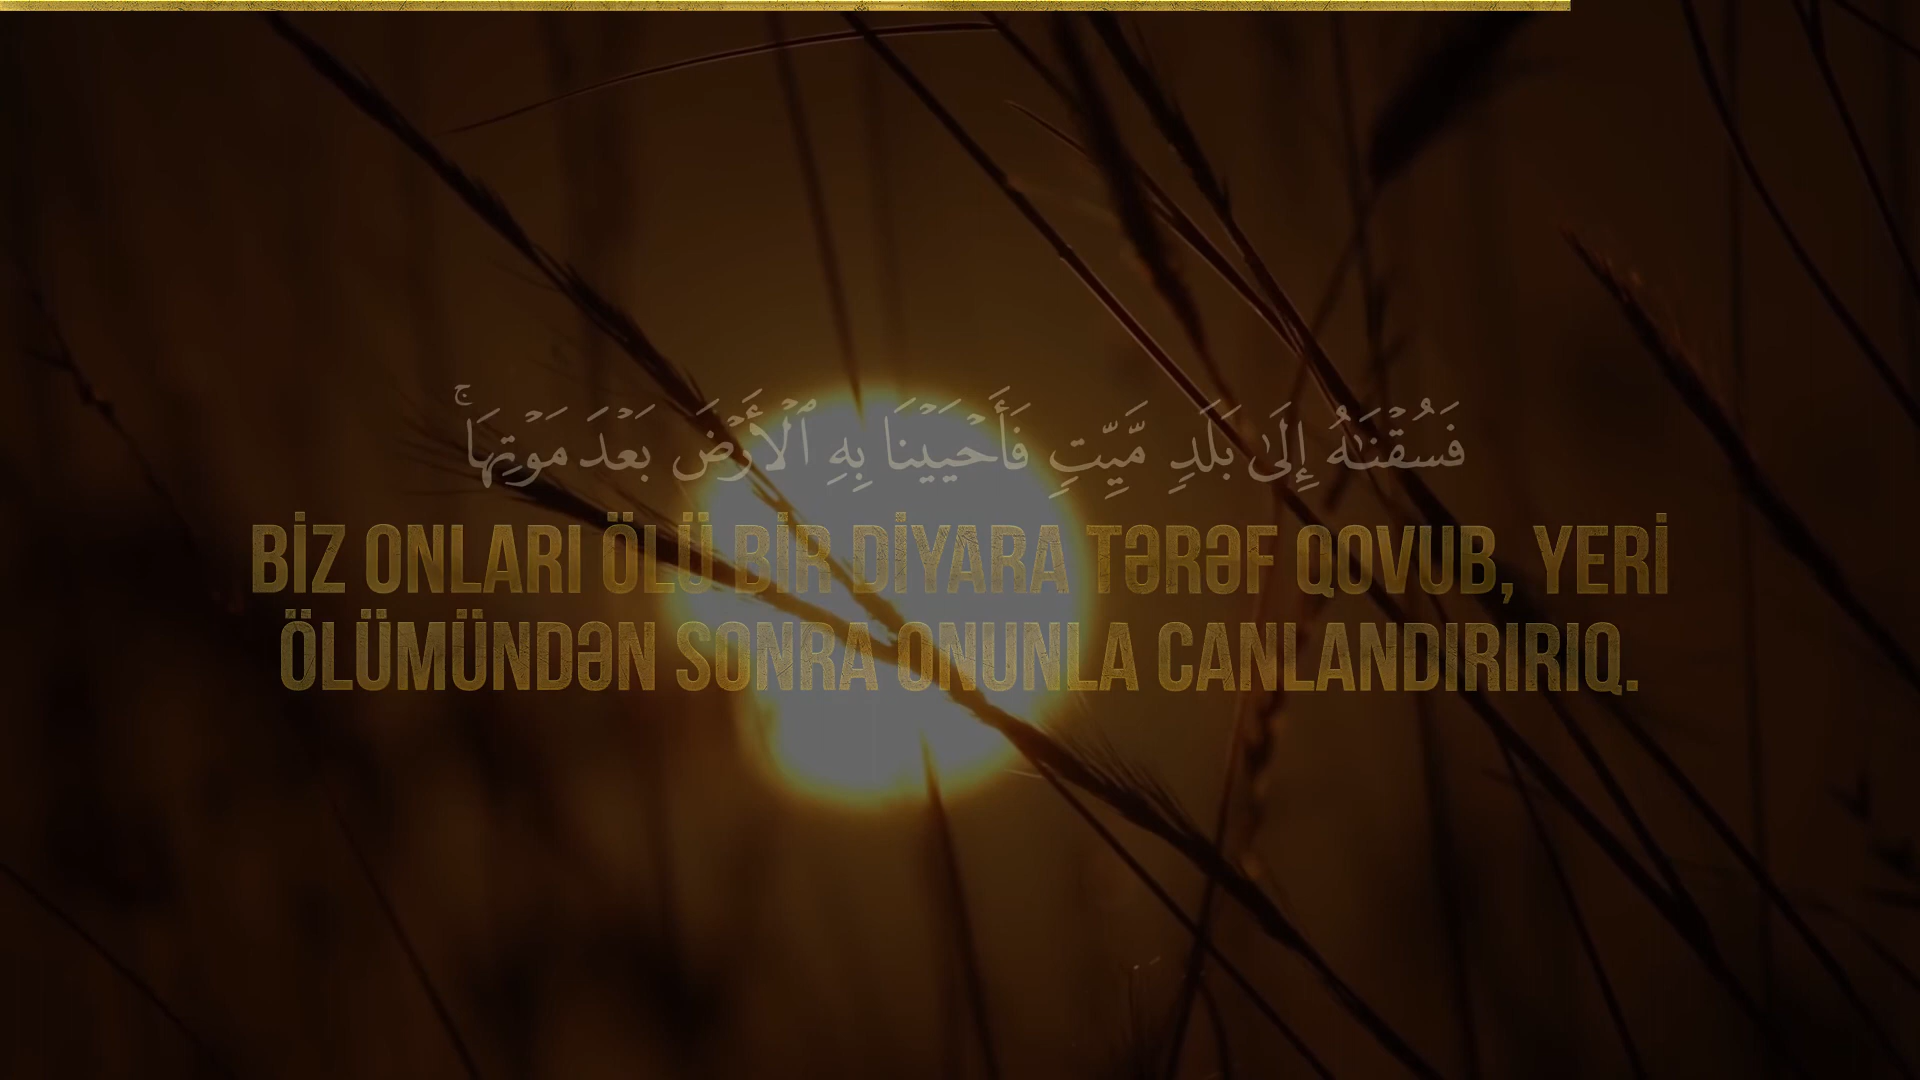 فَسُقْنَـٰهُ إِلَىٰ بَلَدٍ مَّيِّتٍ فَأَحْيَيْنَا بِهِ ٱلْأَرْضَ بَعْدَ مَوْتِهَا ۚ
BİZ ONLARI ÖLÜ BİR DİYARA TƏRƏF QOVUB, YERİ
ÖLÜMÜNDƏN SONRA ONUNLA CANLANDIRIRIQ.